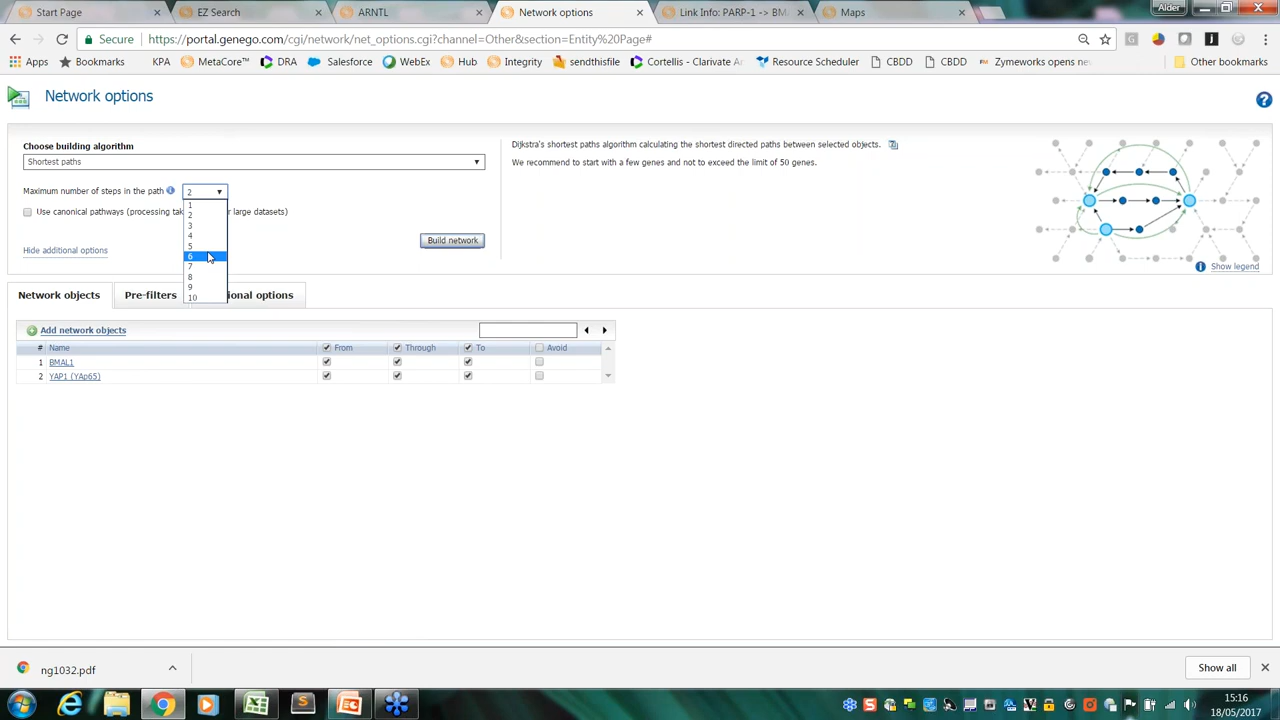 Start Page
EZ Search
ARNTL
Network options
Link Info: PARP-1 -> BM
Maps
Alder
Secure
https://portal.genego.com/cgi/network/net_options.cgi?channel=Other&section=Entity%20Page#
Apps
Bookmarks
KPA
MetaCore™
DRA
Salesforce
WebEx
Hub
Integrity
sendthisfile
Cortellis - Clarivate An
Resource Scheduler
CBDD
CBDD
Zymeworks opens ne
Other bookmarks
Network options
Choose building algorithm
Shortest paths
Maximum number of steps in the path
2
1
2
3
4
5
6
7
8
9
10
Use canonical pathways (processing tak
r large datasets)
Hide additional options
Build network
Dijkstra's shortest paths algorithm calculating the shortest directed paths between selected objects.
We recommend to start with a few genes and not to exceed the limit of 50 genes.
Show legend
Network objects
Pre-filters
ional options
Add network objects
# Name From Through To Avoid
1 BMAL1
2 YAP1 (YAp65)
ng1032.pdf
Show all
15:16
18/05/2017